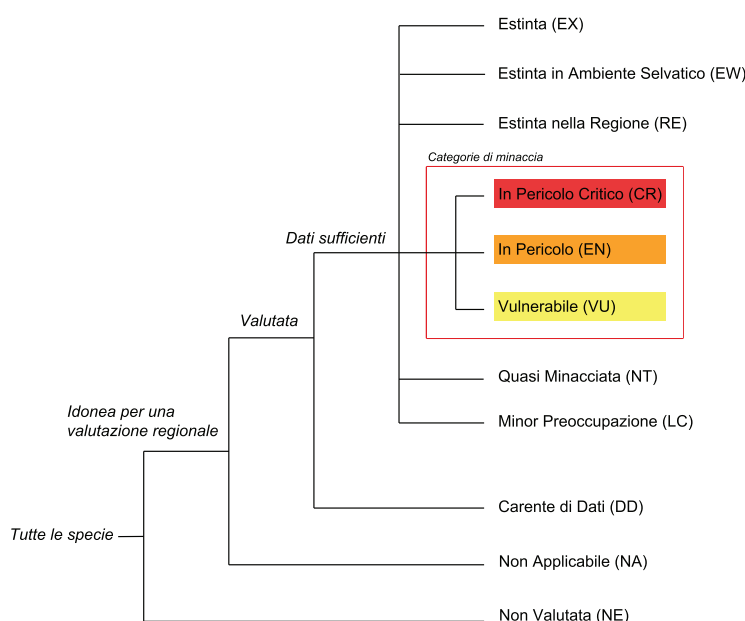 Estinta (EX)
Estinta in Ambiente Selvatico (EW)
Estinta nella Regione (RE)
Categorie di minaccia
In Pericolo Critico (CR)
Dati sufficienti
In Pericolo (EN)
Vulnerabile (VU)
Valutata
Quasi Minacciata (NT)
Idonea per una
valutazione regionale
Minor Preoccupazione (LC)
Carente di Dati (DD)
Tutte le specie
Non Applicabile (NA)
Non Valutata (NE)